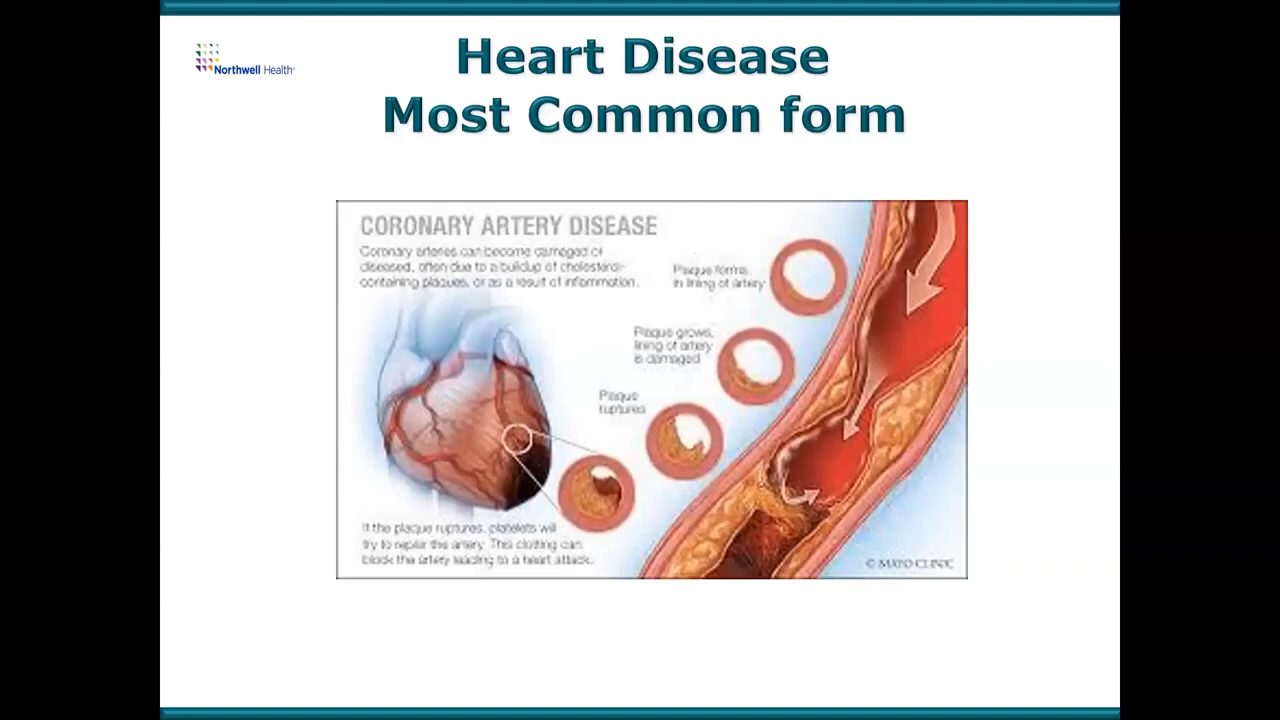 Northwell Health
Heart Disease
Most Common form
CORONARY ARTERY DISEASE
Coronary arteries can become damaged or
diseased, often due to a buildup of cholesterol-
containing plaques, or as a result of inflammation.
Plaque forms
in lining of artery
Plaque grows,
lining of artery
is damaged
Plaque
ruptures
If the plaque ruptures, platelets will
try to repair the artery. This clotting can
block the artery leading to a heart attack.
© MAYO CLINIC